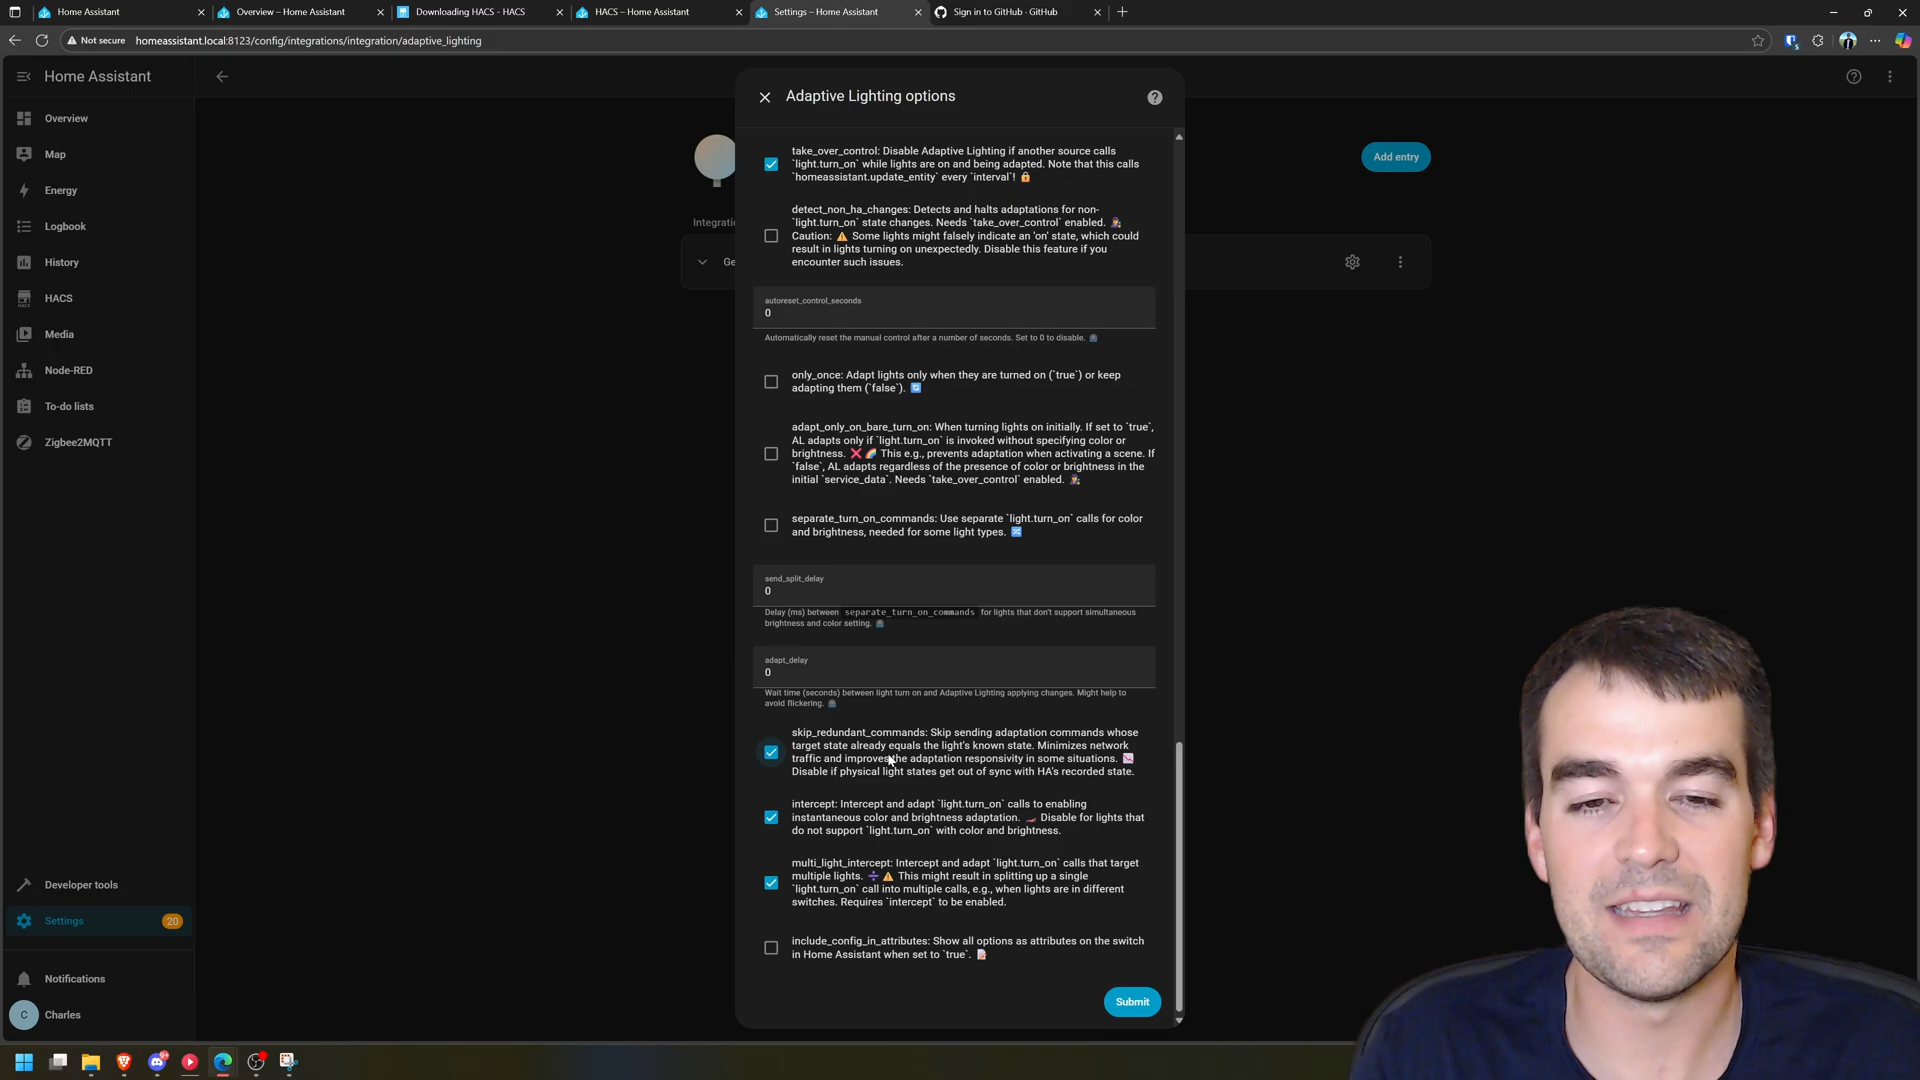 Home Assistant
Overview – Home Assistant
Downloading HACS - HACS
HACS – Home Assistant
Settings – Home Assistant
Sign in to GitHub · GitHub
Not secure
homeassistant.local:8123/config/integrations/integration/adaptive_lighting
Home Assistant
Overview
Map
Energy
Logbook
History
HACS
Media
Node-RED
To-do lists
Zigbee2MQTT
Developer tools
Settings
20
Notifications
C
Charles
Integrati
Ge
Add entry
Adaptive Lighting options
take_over_control: Disable Adaptive Lighting if another source calls
`light.turn_on` while lights are on and being adapted. Note that this calls
`homeassistant.update_entity` every `interval`! 🔒
detect_non_ha_changes: Detects and halts adaptations for non-
`light.turn_on` state changes. Needs `take_over_control` enabled. 🕵️
Caution: ⚠️ Some lights might falsely indicate an 'on' state, which could
result in lights turning on unexpectedly. Disable this feature if you
encounter such issues.
autoreset_control_seconds
0
Automatically reset the manual control after a number of seconds. Set to 0 to disable. ⏲️
only_once: Adapt lights only when they are turned on (`true`) or keep
adapting them (`false`). 🔄
adapt_only_on_bare_turn_on: When turning lights on initially. If set to `true`,
AL adapts only if `light.turn_on` is invoked without specifying color or
brightness. ❌🌈 This e.g., prevents adaptation when activating a scene. If
`false`, AL adapts regardless of the presence of color or brightness in the
initial `service_data`. Needs `take_over_control` enabled. 🕵️
separate_turn_on_commands: Use separate `light.turn_on` calls for color
and brightness, needed for some light types. 🔀
send_split_delay
0
Delay (ms) between separate_turn_on_commands for lights that don't support simultaneous
brightness and color setting. ⏲️
adapt_delay
0
Wait time (seconds) between light turn on and Adaptive Lighting applying changes. Might help to
avoid flickering. ⏲️
skip_redundant_commands: Skip sending adaptation commands whose
target state already equals the light's known state. Minimizes network
traffic and improves the adaptation responsivity in some situations. 📉
Disable if physical light states get out of sync with HA's recorded state.
intercept: Intercept and adapt `light.turn_on` calls to enabling
instantaneous color and brightness adaptation. 🏎️ Disable for lights that
do not support `light.turn_on` with color and brightness.
multi_light_intercept: Intercept and adapt `light.turn_on` calls that target
multiple lights. ➗⚠️ This might result in splitting up a single
`light.turn_on` call into multiple calls, e.g., when lights are in different
switches. Requires `intercept` to be enabled.
include_config_in_attributes: Show all options as attributes on the switch
in Home Assistant when set to `true`. 📝
Submit